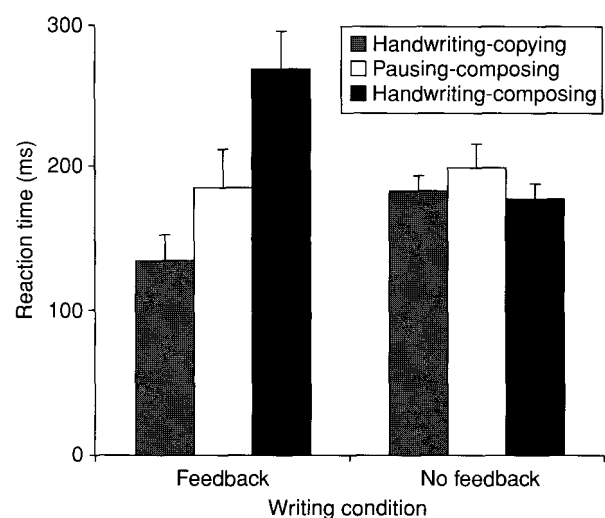 300
200
100
0
Reaction time (ms)
Handwriting-copying
Pausing-composing
Handwriting-composing
Feedback
No feedback
Writing condition